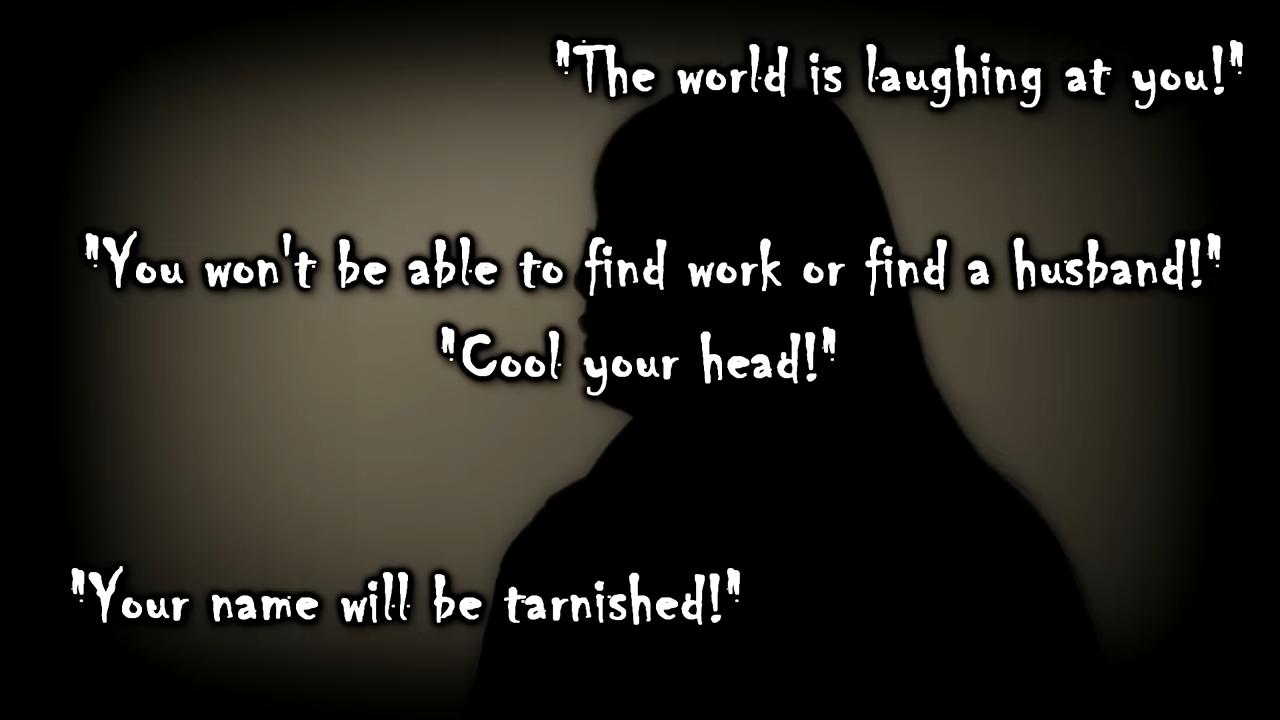 "The world is laughing at you!"
"You won't be able to find work or find a husband!"
"Cool your head!"
"Your name will be tarnished!"